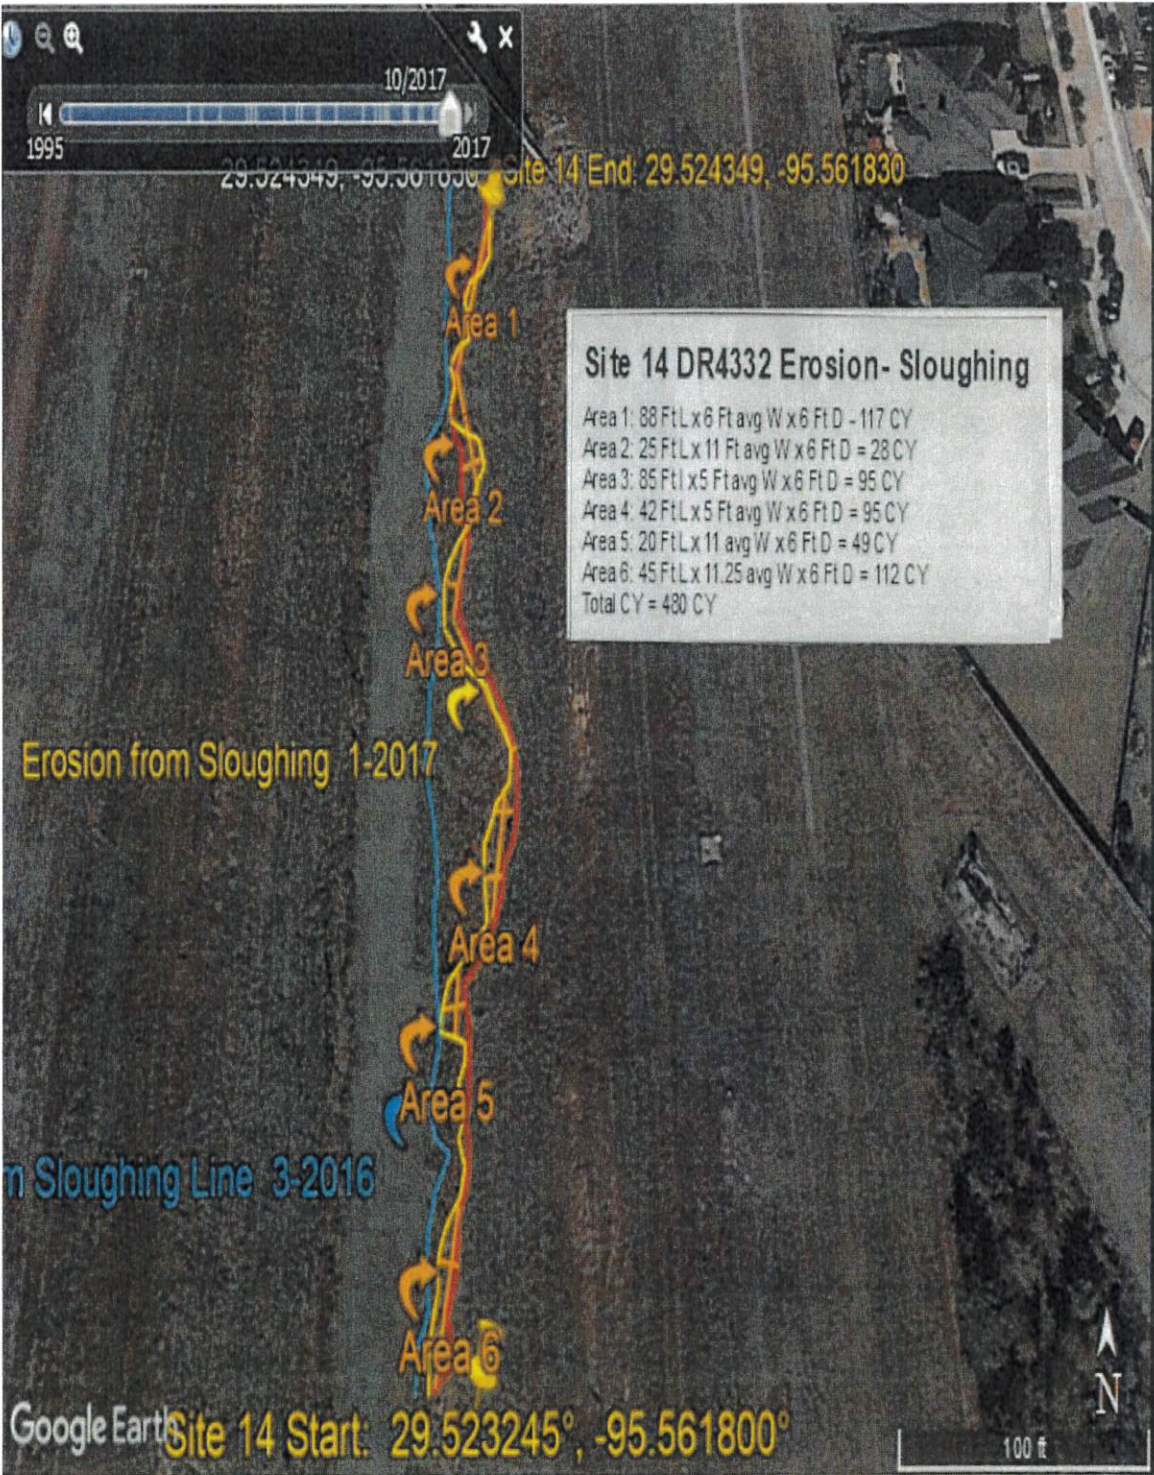 10/2017
1995
2017
29.524349, -95.561830
Site 14 End: 29.524349, -95.561830
Area 1
Site 14 DR4332 Erosion- Sloughing
Area 1: 88 Ft L x 6 Ft avg W x 6 Ft D - 117 CY
Area 2: 25 Ft L x 11 Ft avg W x 6 Ft D = 28 CY
Area 3: 85 Ft l x 5 Ft avg W x 6 Ft D = 95 CY
Area 4: 42 Ft L x 5 Ft avg W x 6 Ft D = 95 CY
Area 5: 20 Ft L x 11 avg W x 6 Ft D = 49 CY
Area 6: 45 Ft L x 11.25 avg W x 6 Ft D = 112 CY
Total CY = 480 CY
Area 2
Area 3
Erosion from Sloughing 1-2017
Area 4
Area 5
m Sloughing Line 3-2016
Area 6
N
Google Earth
Site 14 Start: 29.523245°, -95.561800°
100 ft